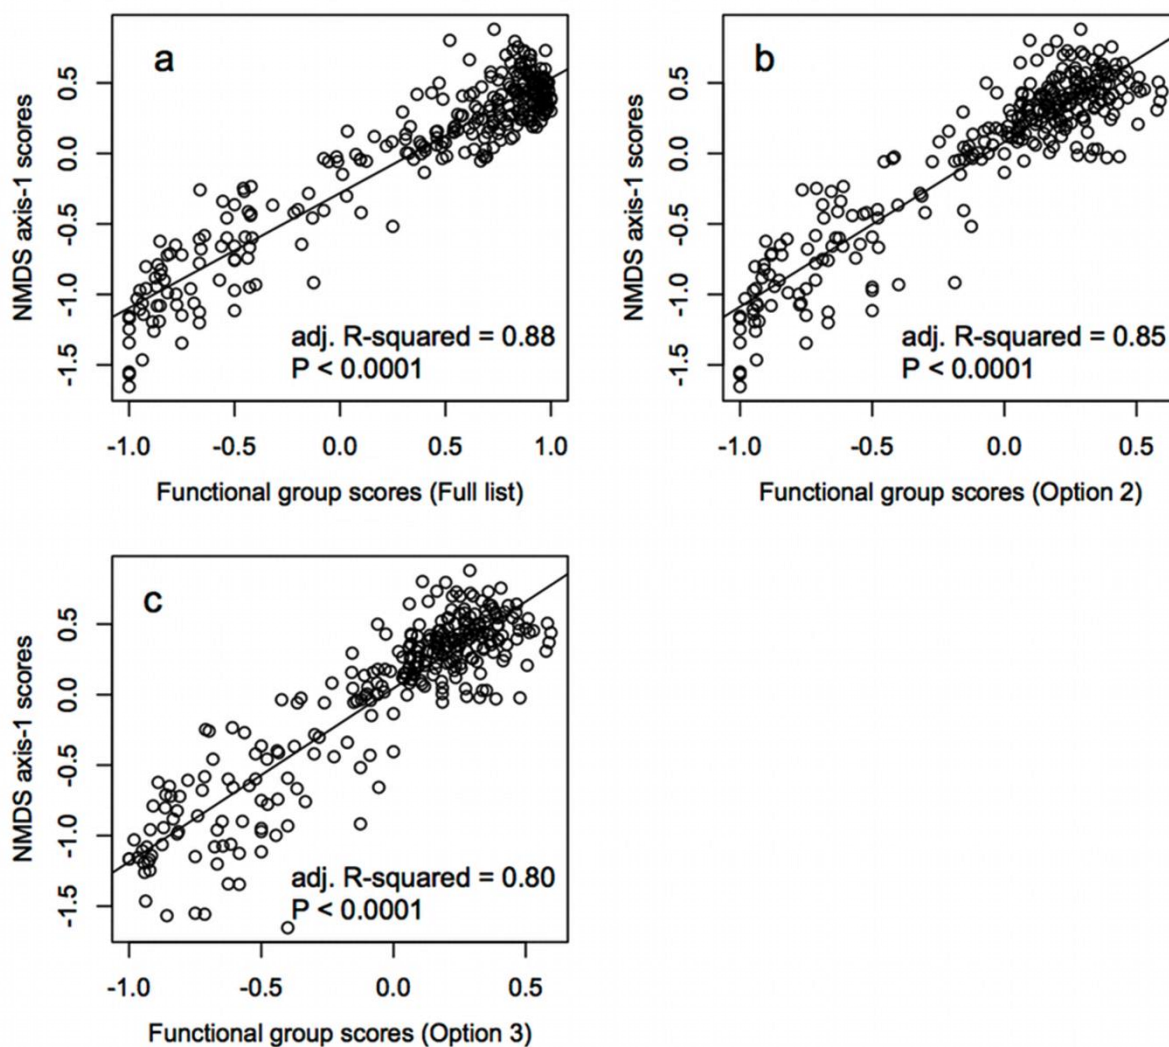 a
NMDS axis-1 scores
0.5
0.0
-0.5
-1.0
-1.5
adj. R-squared = 0.88
P < 0.0001
-1.0 -0.5 0.0 0.5 1.0
Functional group scores (Full list)
b
NMDS axis-1 scores
0.5
0.0
-0.5
-1.0
-1.5
adj. R-squared = 0.85
P < 0.0001
-1.0 -0.5 0.0 0.5
Functional group scores (Option 2)
c
NMDS axis-1 scores
0.5
0.0
-0.5
-1.0
-1.5
adj. R-squared = 0.80
P < 0.0001
-1.0 -0.5 0.0 0.5
Functional group scores (Option 3)